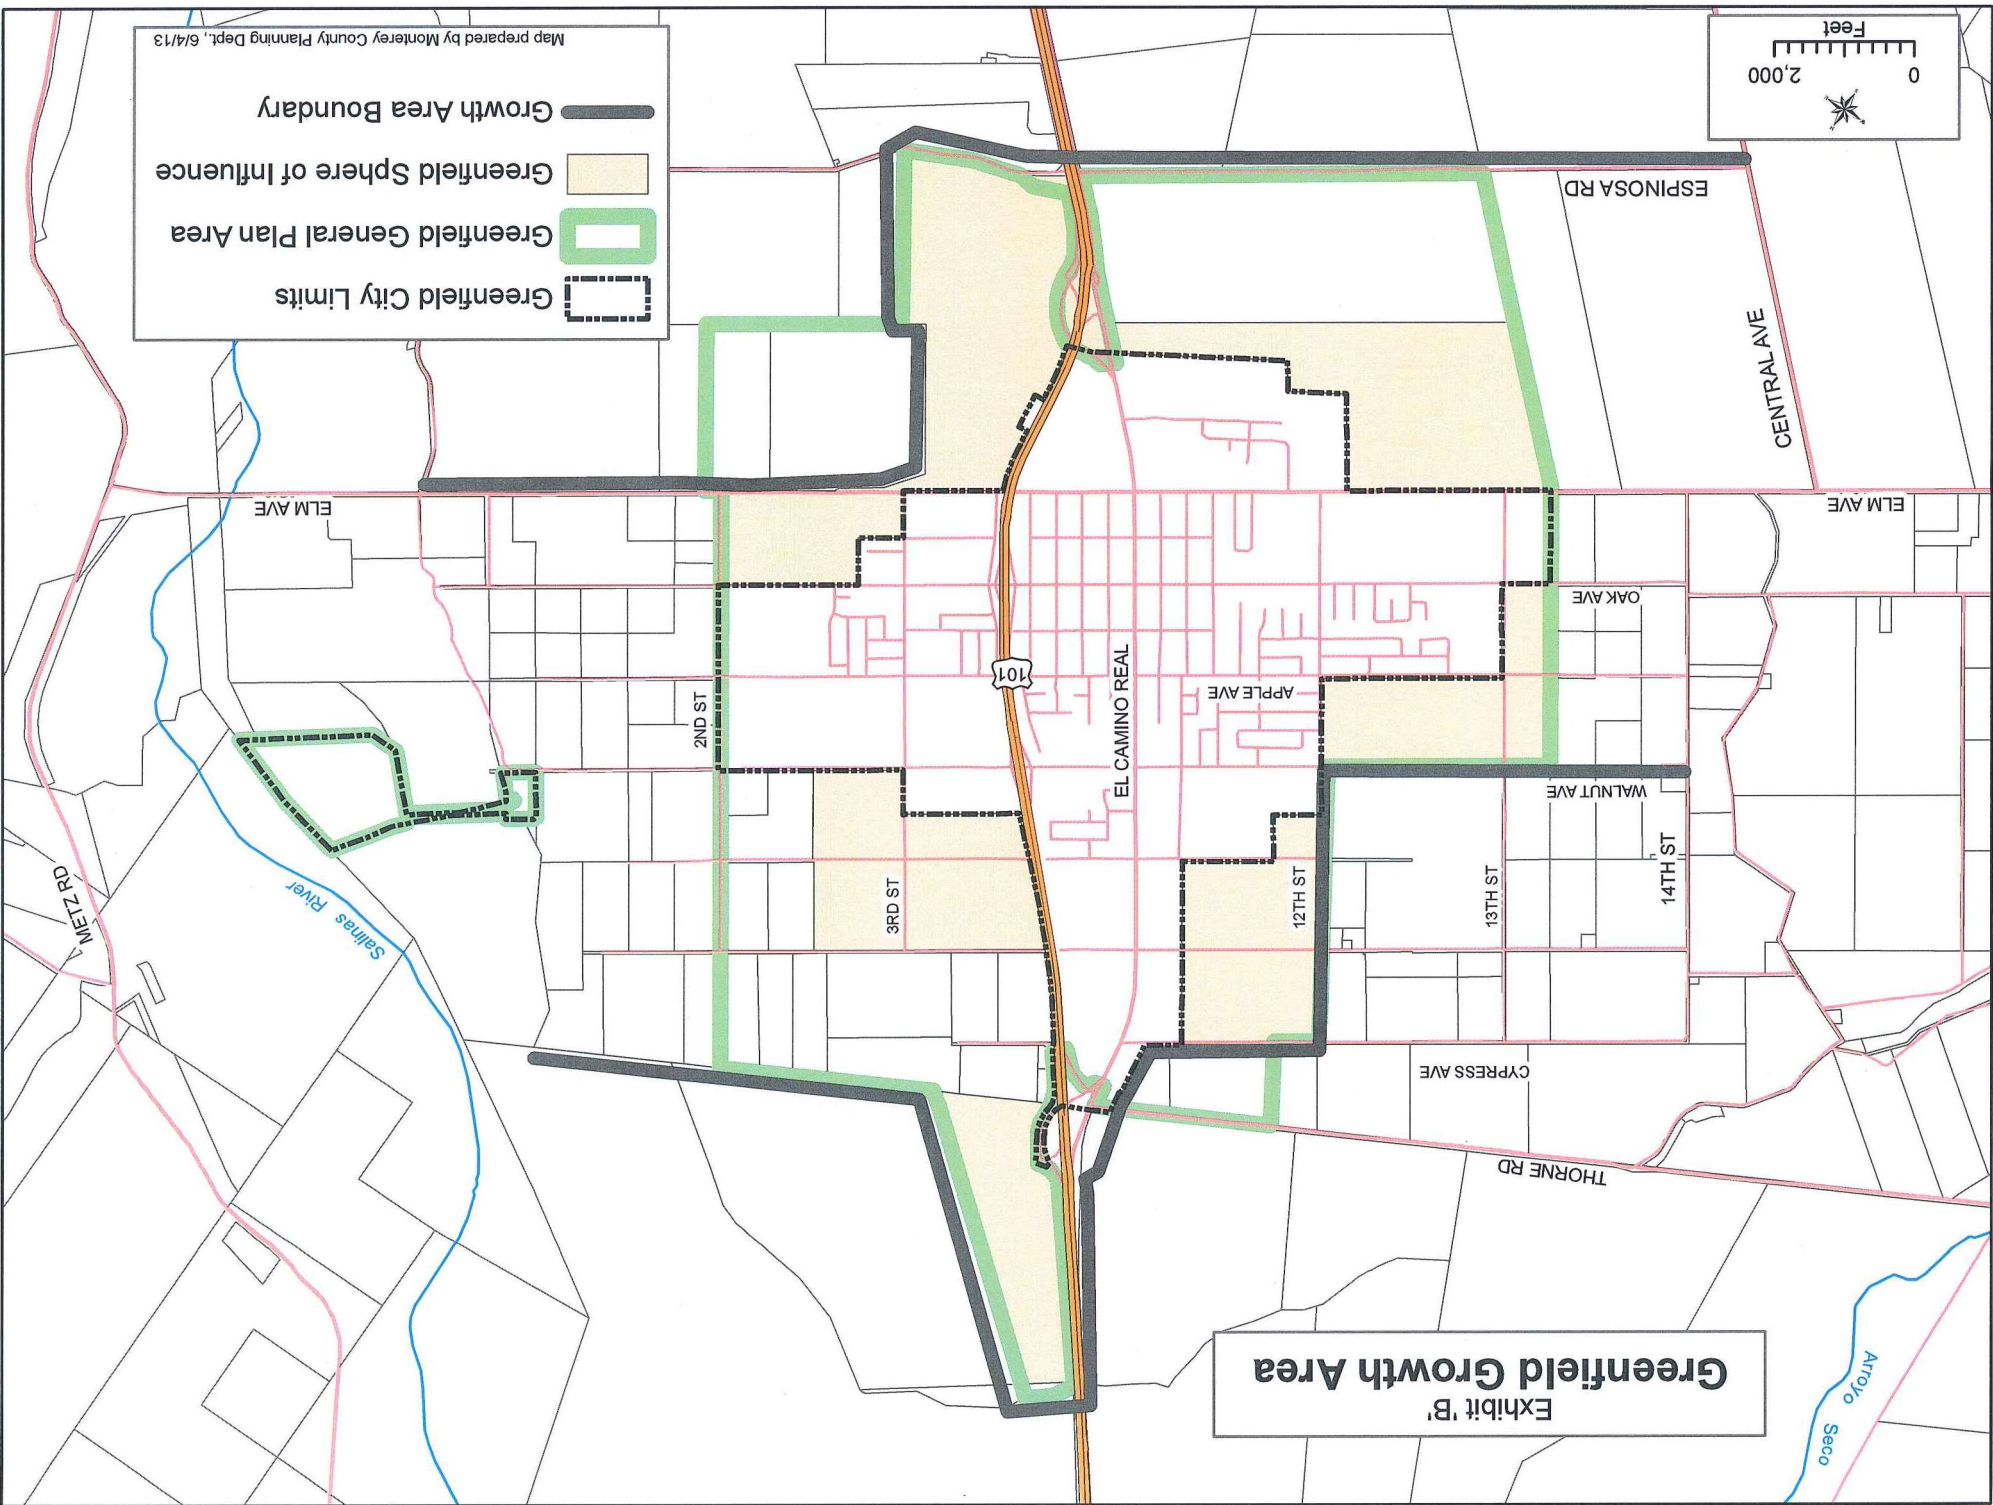 Exhibit 'B'
Greenfield Growth Area
Arroyo Seco
THORNE RD
CYPRESS AVE
METZ RD
Salinas River
3RD ST
12TH ST
13TH ST
14TH ST
WALNUT AVE
EL CAMINO REAL
2ND ST
APPLE AVE
101
OAK AVE
ELM AVE
ELM AVE
CENTRAL AVE
ESPINOSA RD
0 2,000
Feet
Greenfield City Limits
Greenfield General Plan Area
Greenfield Sphere of Influence
Growth Area Boundary
Map prepared by Monterey County Planning Dept., 6/4/13